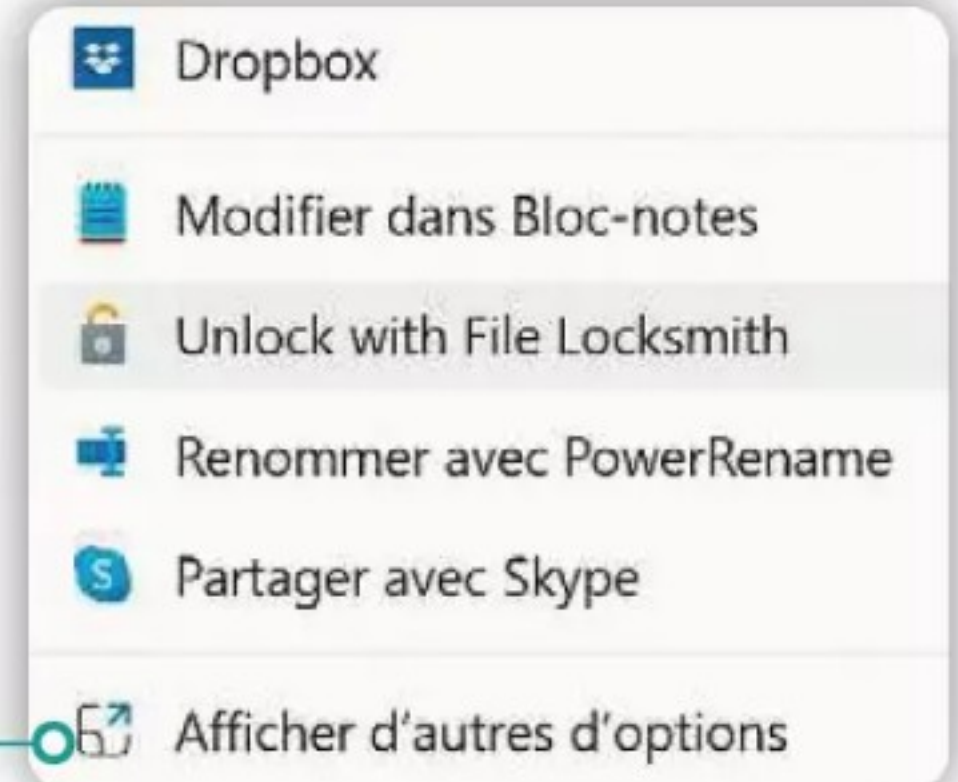 Dropbox
Modifier dans Bloc-notes
Unlock with File Locksmith
Renommer avec PowerRename
Partager avec Skype
Afficher d'autres d'options